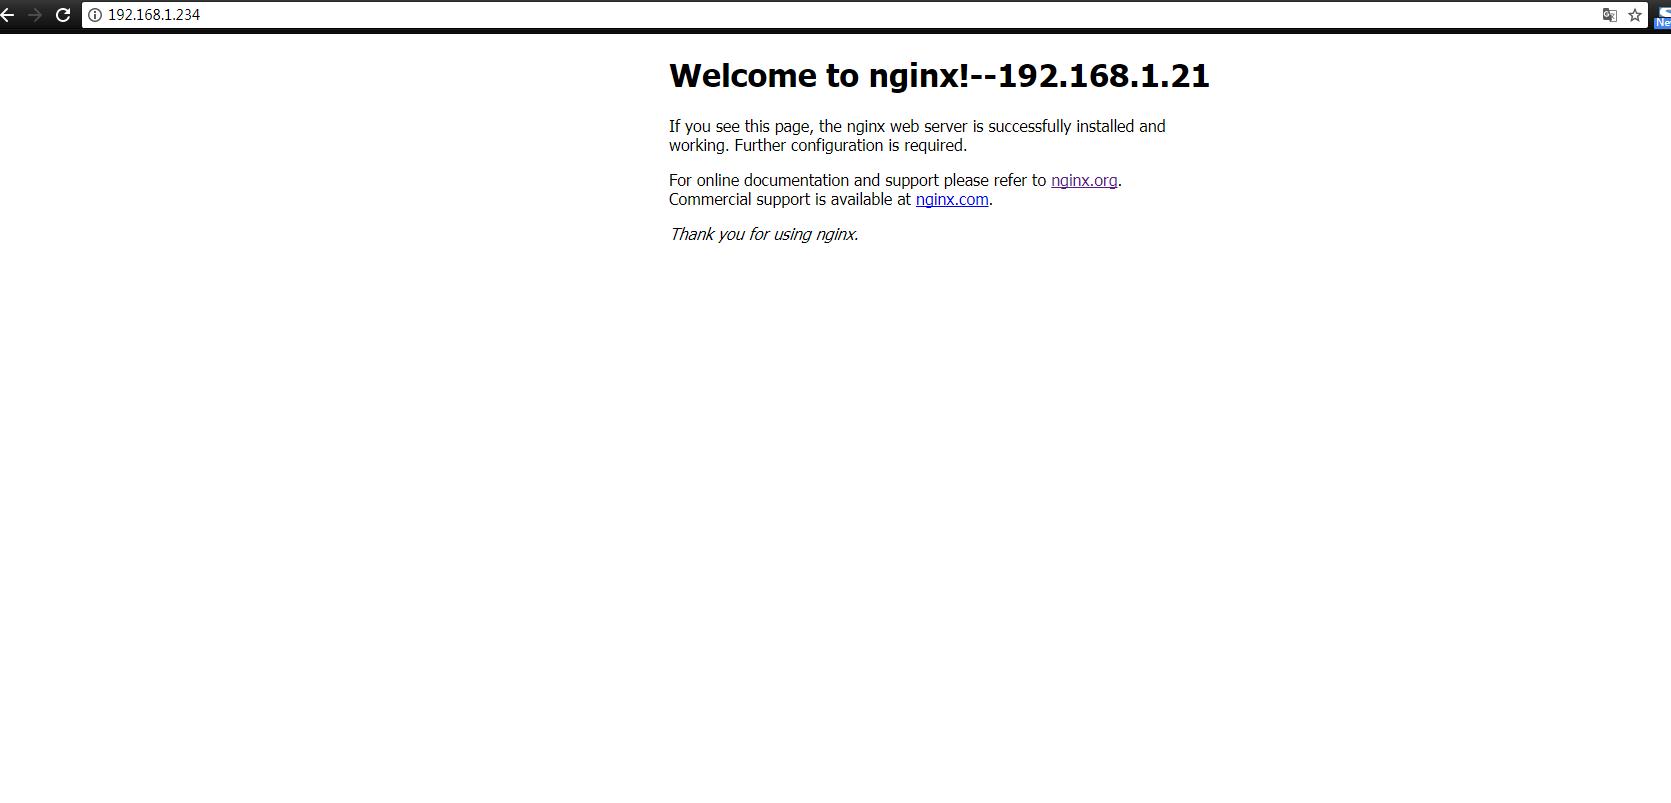 192.168.1.234
Welcome to nginx!--192.168.1.21
If you see this page, the nginx web server is successfully installed and
working. Further configuration is required.
For online documentation and support please refer to nginx.org.
Commercial support is available at nginx.com.
Thank you for using nginx.